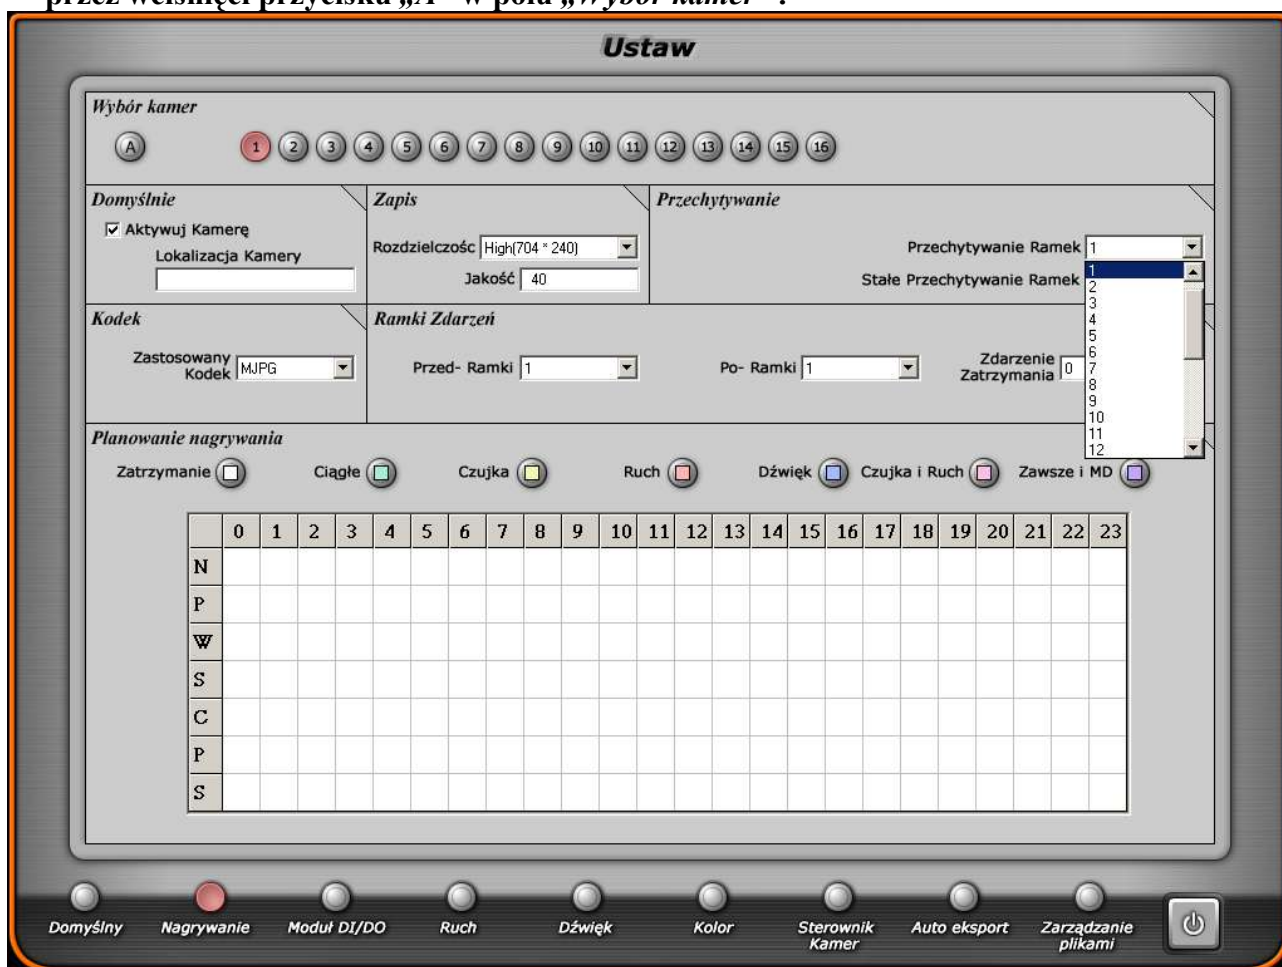 przez wciśnięci przycisku „A" w polu „Wybór kamer" .
Ustaw
Wybór kamer
A 1 2 3 4 5 6 7 8 9 10 11 12 13 14 15 16
Domyślnie
Aktywuj Kamerę
Lokalizacja Kamery
Zapis
Rozdzielczośc High(704 * 240)
Jakość 40
Przechytywanie
Przechytywanie Ramek 1
Stałe Przechytywanie Ramek
1
2
3
4
5
6
7
8
9
10
11
12
Kodek
Zastosowany
Kodek MJPG
Ramki Zdarzeń
Przed- Ramki 1
Po- Ramki 1
Zdarzenie
Zatrzymania 0
Planowanie nagrywania
Zatrzymanie Ciągłe Czujka Ruch Dźwięk Czujka i Ruch Zawsze i MD
0 1 2 3 4 5 6 7 8 9 10 11 12 13 14 15 16 17 18 19 20 21 22 23
N
P
W
S
C
P
S
Domyślny Nagrywanie Moduł DI/DO Ruch Dźwięk Kolor Sterownik Kamer Auto eksport Zarządzanie plikami